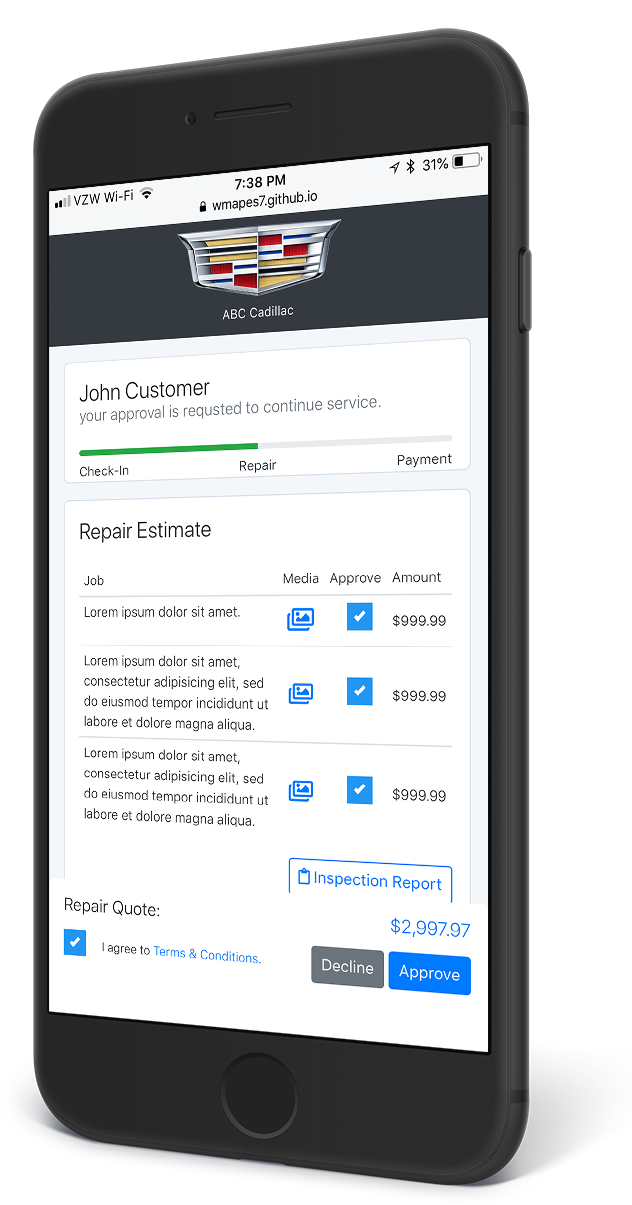 VZW Wi-Fi
7:38 PM
31%
wmapes7.github.io
ABC Cadillac
John Customer
your approval is requsted to continue service.
Check-In Repair Payment
Repair Estimate
Job Media Approve Amount
Lorem ipsum dolor sit amet. $999.99
Lorem ipsum dolor sit amet,
consectetur adipisicing elit, sed
do eiusmod tempor incididunt ut $999.99
labore et dolore magna aliqua.
Lorem ipsum dolor sit amet,
consectetur adipisicing elit, sed
do eiusmod tempor incididunt ut $999.99
labore et dolore magna aliqua.
Inspection Report
Repair Quote:
$2,997.97
I agree to Terms & Conditions.
Decline Approve